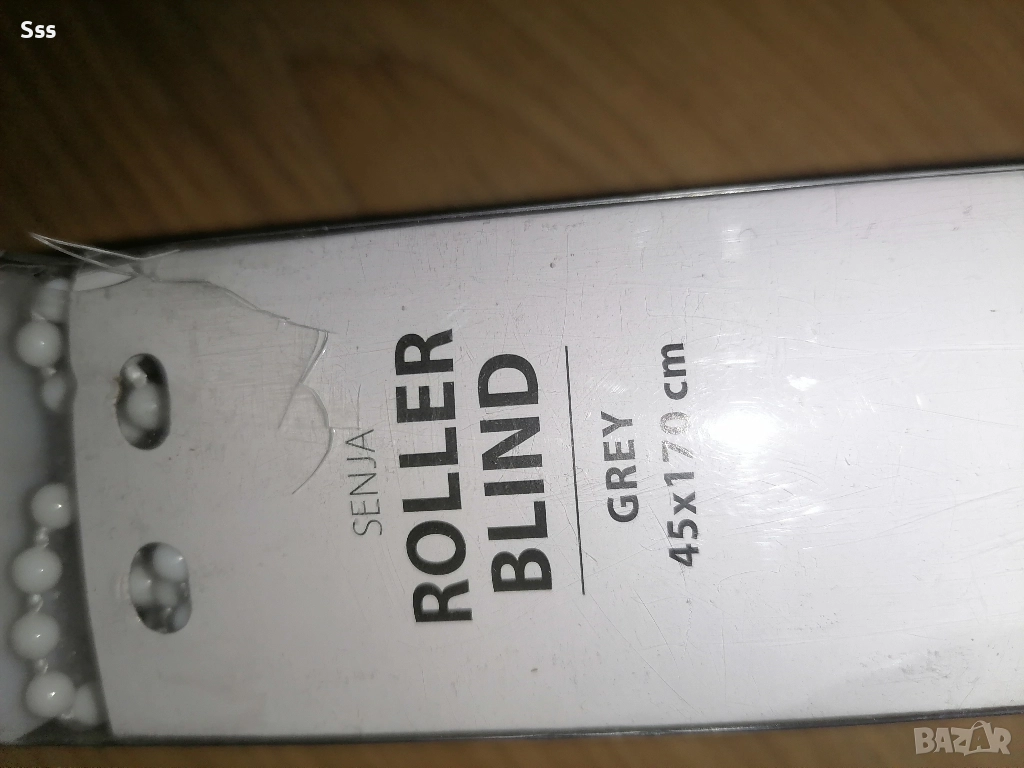 Sss
SENJA
ROLLER
BLIND
GREY
45x170 cm
BAZAR